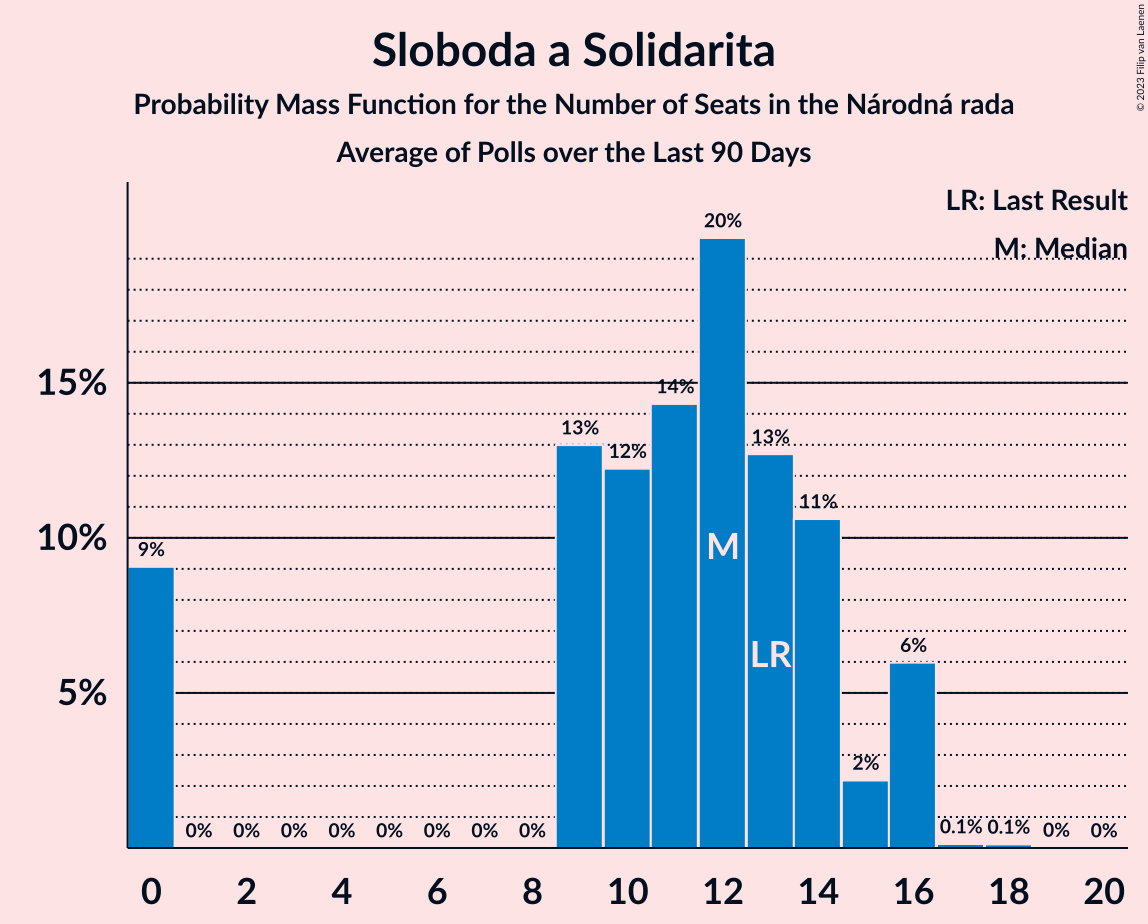 Sloboda a Solidarita
Probability Mass Function for the Number of Seats in the Národná rada
Average of Polls over the Last 90 Days
© 2023 Filip van Laenen
LR: Last Result
M: Median
20%
15%
14%
13%
13%
12%
11%
10%
9%
M
LR
6%
5%
2%
0% 0% 0% 0% 0% 0% 0% 0% 0.1% 0.1% 0% 0%
0 2 4 6 8 10 12 14 16 18 20